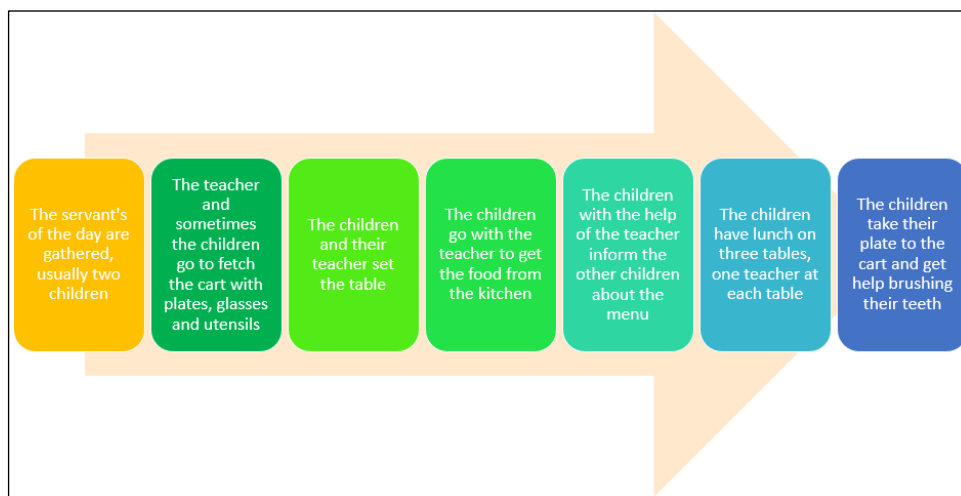 The servant's
of the day are
gathered,
usually two
children
The teacher
and
sometimes
the children
go to fetch
the cart with
plates, glasses
and utensils
The children
and their
teacher set
the table
The children
go with the
teacher to get
the food from
the kitchen
The children
with the help
of the teacher
inform the
other children
about the
menu
The children
have lunch on
three tables,
one teacher at
each table
The children
take their
plate to the
cart and get
help brushing
their teeth